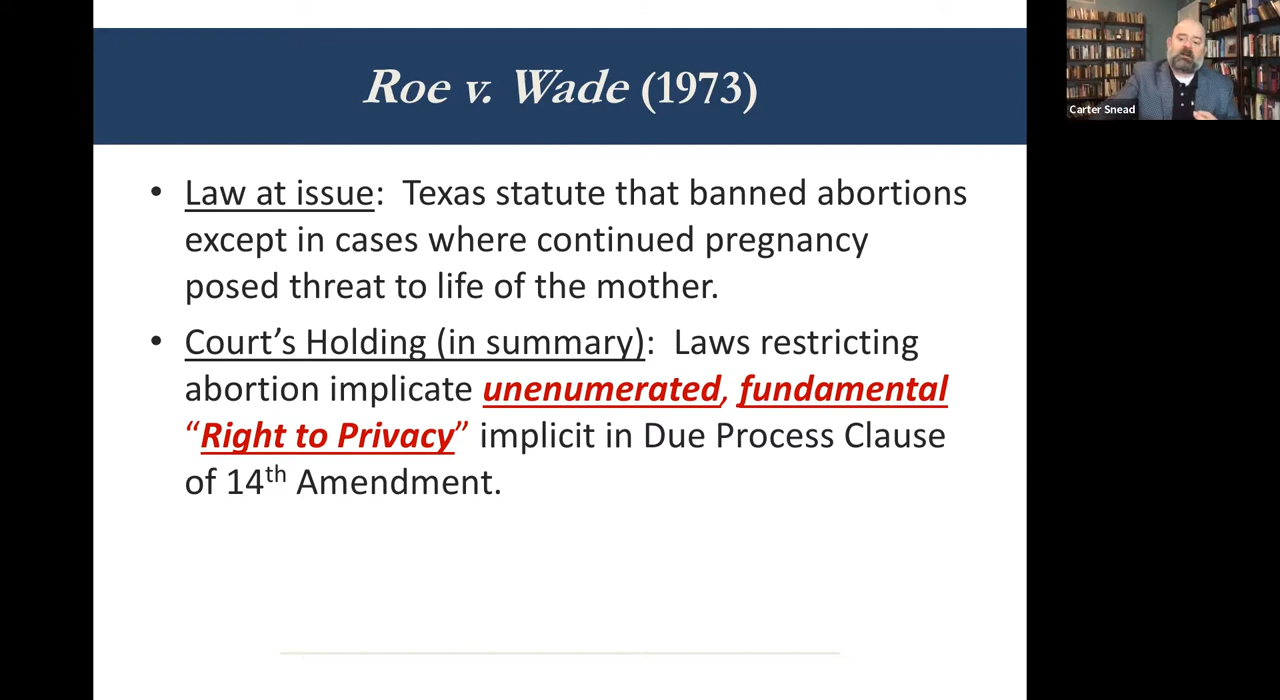 Roe v. Wade (1973)
Carter Snead
• Law at issue: Texas statute that banned abortions
except in cases where continued pregnancy
posed threat to life of the mother.
• Court’s Holding (in summary): Laws restricting
abortion implicate unenumerated, fundamental
“Right to Privacy” implicit in Due Process Clause
of 14th Amendment.